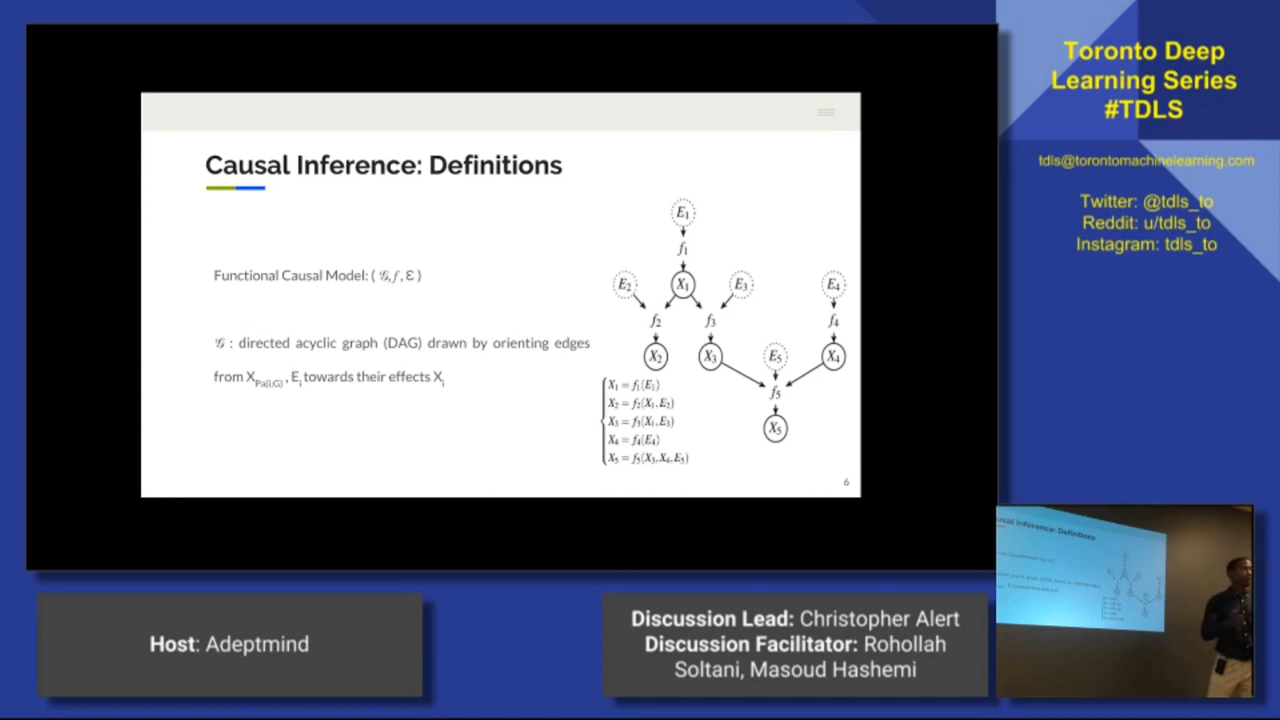 Toronto Deep
Learning Series
#TDLS
tdls@torontomachinelearning.com
Twitter: @tdls_to
Reddit: u/tdls_to
Instagram: tdls_to
Causal Inference: Definitions
Functional Causal Model: ( 𝒢, f , Ɛ )
𝒢 : directed acyclic graph (DAG) drawn by orienting edges
from X_Pa(i;G) , E_i towards their effects X_i
E₁
f₁
E₂ X₁ E₃ E₄
f₂ f₃ f₄
X₂ X₃ E₅ X₄
f₅
X₅
X₁ = f₁(E₁)
X₂ = f₂(X₁, E₂)
X₃ = f₃(X₁, E₃)
X₄ = f₄(E₄)
X₅ = f₅(X₃, X₄, E₅)
6
Causal Inference: Definitions
Host: Adeptmind
Discussion Lead: Christopher Alert
Discussion Facilitator: Rohollah
Soltani, Masoud Hashemi